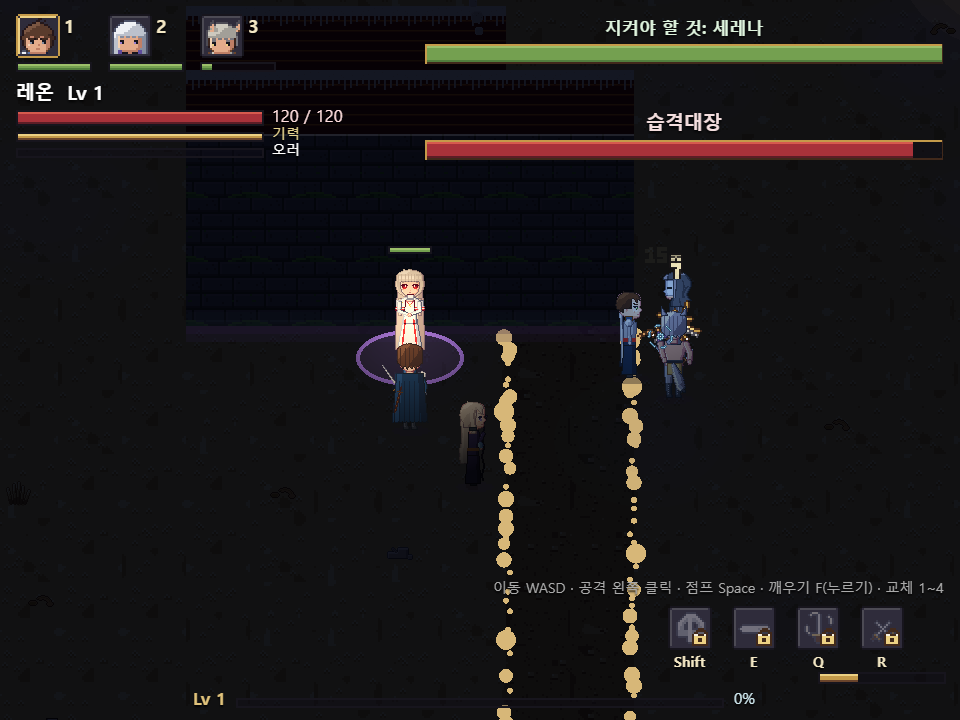 1
2
3
지켜야 할 것: 세레나
레온 Lv 1
120 / 120
기력
오러
습격대장
15
이동 WASD · 공격 왼쪽 클릭 · 점프 Space · 깨우기 F(누르기) · 교체 1~4
Shift
E
Q
R
Lv 1
0%